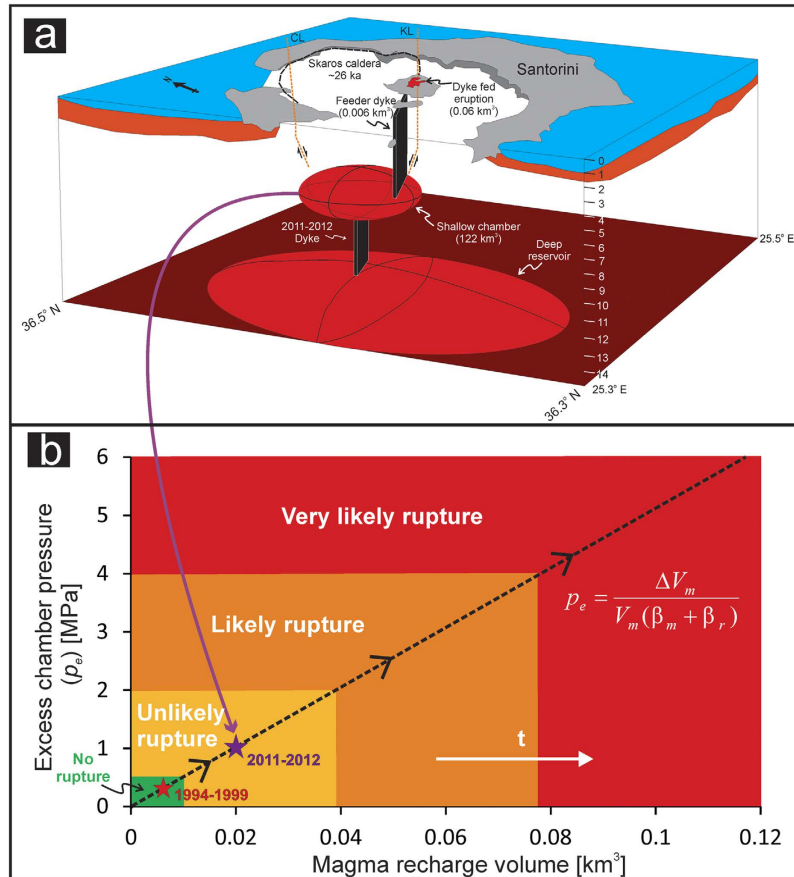 a
CL
KL
Skaros caldera
~26 ka
Santorini
N
Feeder dyke
(0.006 km³)
Dyke fed
eruption
(0.06 km³)
0
1
2
3
4
5
6
7
8
9
10
11
12
13
14
Shallow chamber
(122 km³)
2011-2012
Dyke
Deep
reservoir
25.5° E
36.5° N
36.3° N
25.3° E
b
Excess chamber pressure
(pₑ) [MPa]
6
5
4
3
2
1
0
Very likely rupture
pₑ = ΔVₘ / Vₘ(βₘ + βᵣ)
Likely rupture
Unlikely
rupture
No
rupture
2011-2012
1994-1999
t
0
0.02
0.04
0.06
0.08
0.1
0.12
Magma recharge volume [km³]